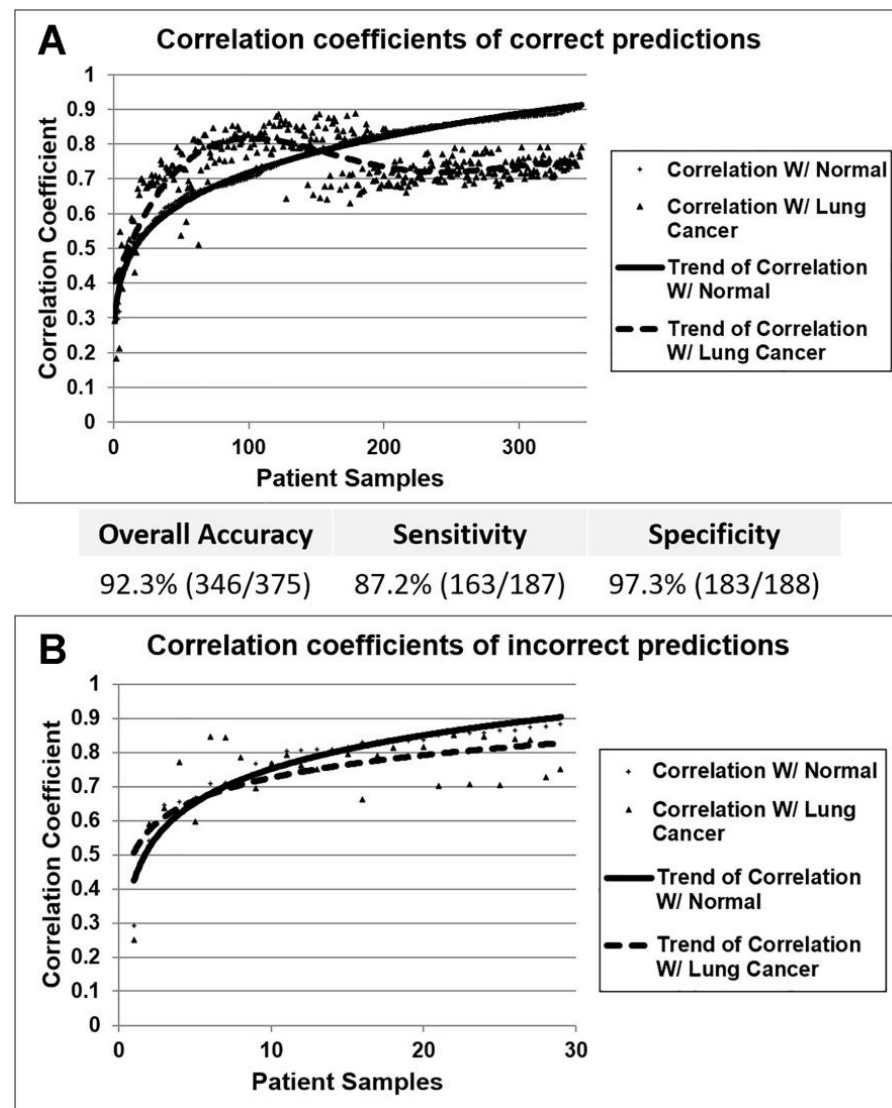 A
Correlation coefficients of correct predictions
Correlation Coefficient
1
0.9
0.8
0.7
0.6
0.5
0.4
0.3
0.2
0.1
0
0 100 200 300
Patient Samples
Correlation W/ Normal
Correlation W/ Lung
Cancer
Trend of Correlation
W/ Normal
Trend of Correlation
W/ Lung Cancer
Overall Accuracy Sensitivity Specificity
92.3% (346/375) 87.2% (163/187) 97.3% (183/188)
B
Correlation coefficients of incorrect predictions
Correlation Coefficient
1
0.9
0.8
0.7
0.6
0.5
0.4
0.3
0.2
0.1
0
0 10 20 30
Patient Samples
Correlation W/ Normal
Correlation W/ Lung
Cancer
Trend of Correlation
W/ Normal
Trend of Correlation
W/ Lung Cancer